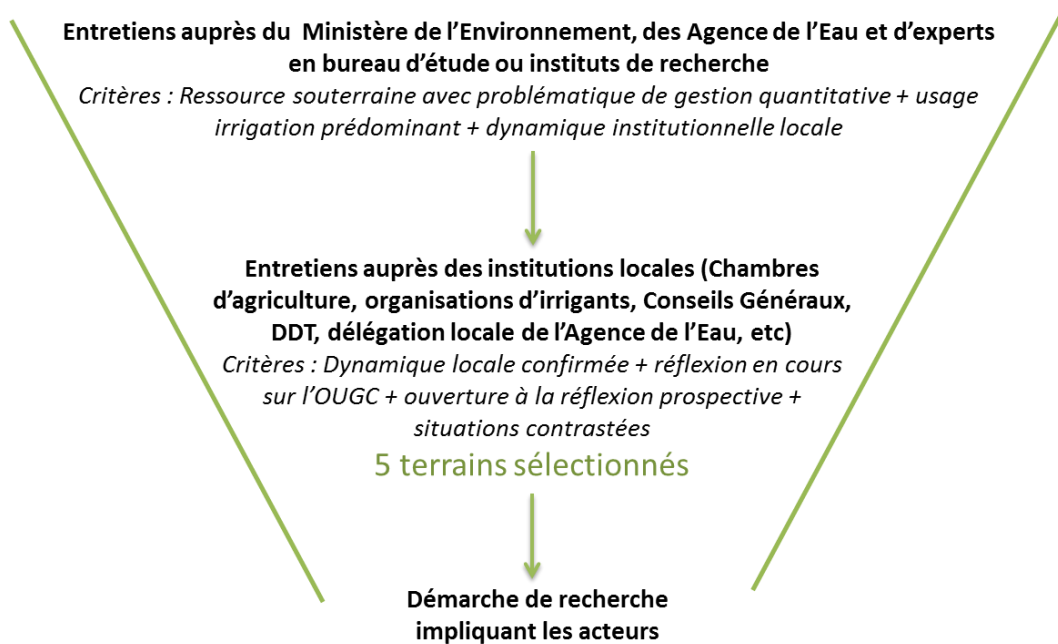 Entretiens auprès du Ministère de l'Environnement, des Agence de l'Eau et d'experts
en bureau d'étude ou instituts de recherche
Critères : Ressource souterraine avec problématique de gestion quantitative + usage
irrigation prédominant + dynamique institutionnelle locale
Entretiens auprès des institutions locales (Chambres
d'agriculture, organisations d'irrigants, Conseils Généraux,
DDT, délégation locale de l'Agence de l'Eau, etc)
Critères : Dynamique locale confirmée + réflexion en cours
sur l'OUGC + ouverture à la réflexion prospective +
situations contrastées
5 terrains sélectionnés
Démarche de recherche
impliquant les acteurs